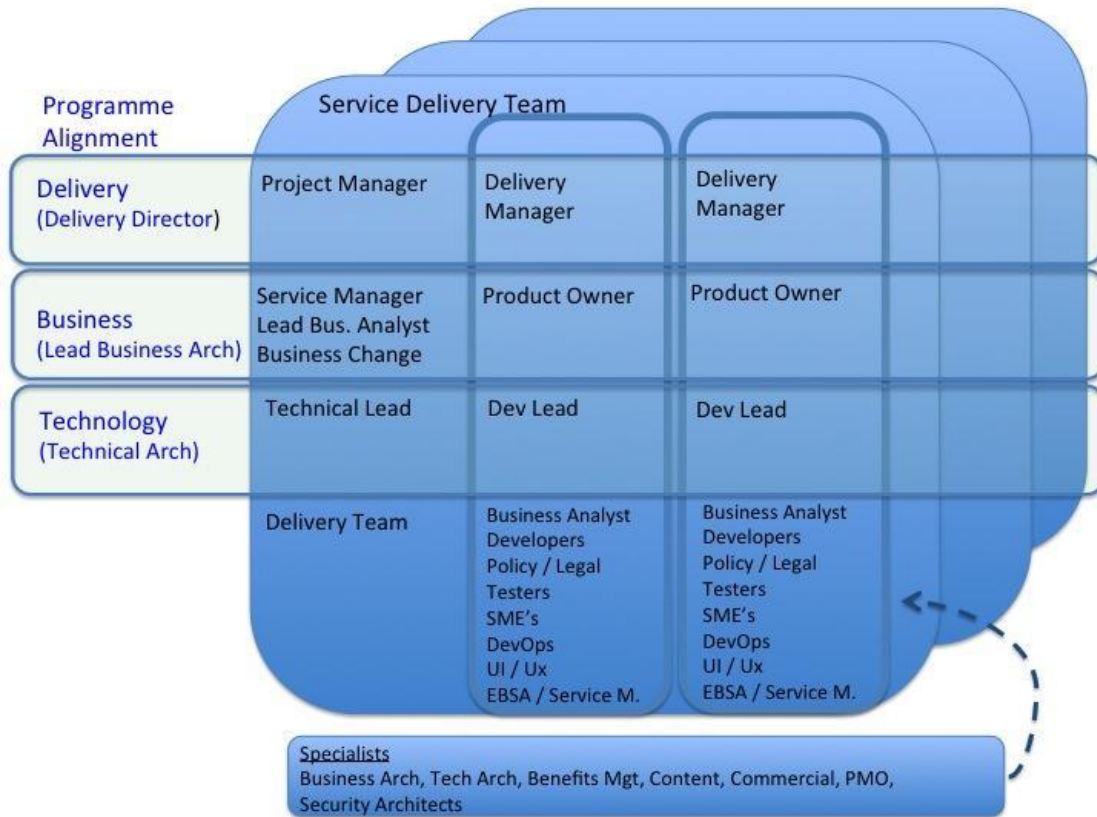 Programme
Alignment
Service Delivery Team
Delivery
(Delivery Director)
Project Manager
Delivery
Manager
Delivery
Manager
Business
(Lead Business Arch)
Service Manager
Lead Bus. Analyst
Business Change
Product Owner
Product Owner
Technology
(Technical Arch)
Technical Lead
Dev Lead
Dev Lead
Delivery Team
Business Analyst
Developers
Policy / Legal
Testers
SME's
DevOps
UI / Ux
EBSA / Service M.
Business Analyst
Developers
Policy / Legal
Testers
SME's
DevOps
UI / Ux
EBSA / Service M.
Specialists
Business Arch, Tech Arch, Benefits Mgt, Content, Commercial, PMO,
Security Architects